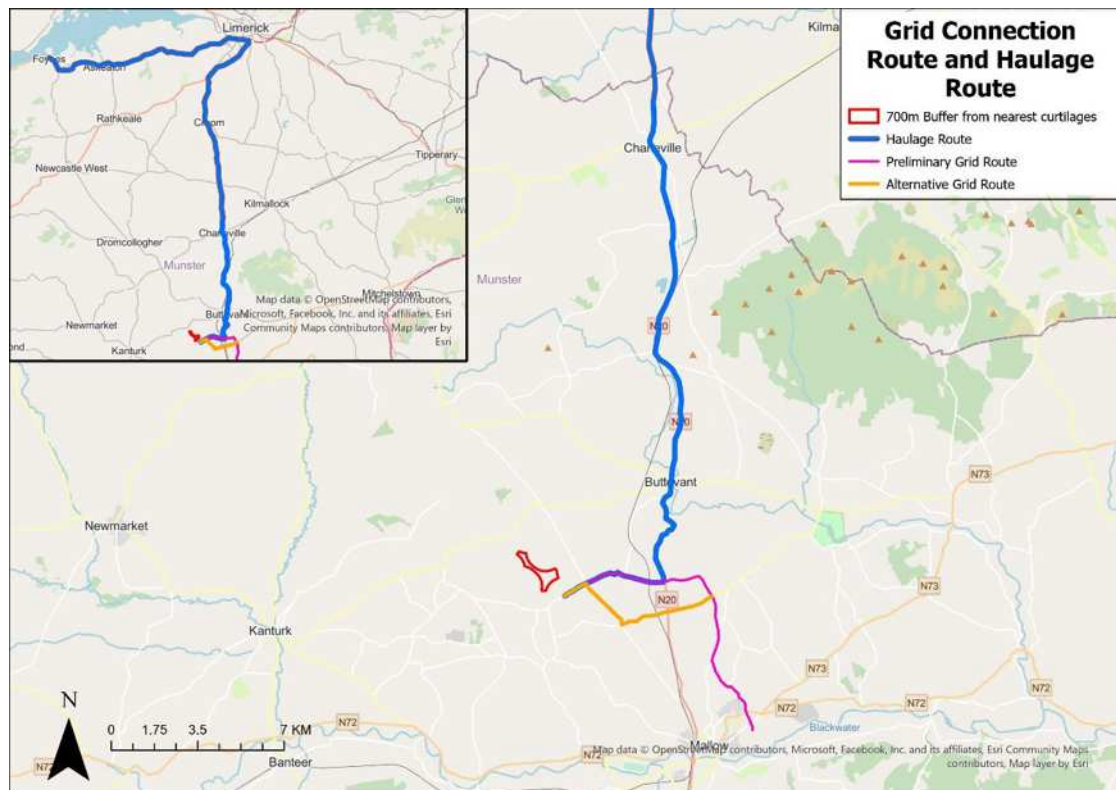 Limerick
Foynes
Askeaton
Rathkeale
Croom
Newcastle West
Tipperary
Kilmallock
Charleville
Dromcollogher
Munster
Mitchelstown
Map data © OpenStreetMap contributors,
Microsoft, Facebook, Inc. and its affiliates, Esri
Community Maps contributors, Map layer by
Esri
Newmarket
Kanturk
Grid Connection
Route and Haulage
Route
700m Buffer from nearest curtilages
Haulage Route
Preliminary Grid Route
Alternative Grid Route
Charleville
Munster
N20
N20
Buttevant
N73
Newmarket
N73
N20
Kanturk
N73
N72
N72
N72
Blackwater
Mallow
N72
N72
Banteer
N
0 1.75 3.5 7 KM
Map data © OpenStreetMap contributors, Microsoft, Facebook, Inc. and its affiliates, Esri Community Maps
contributors, Map layer by Esri